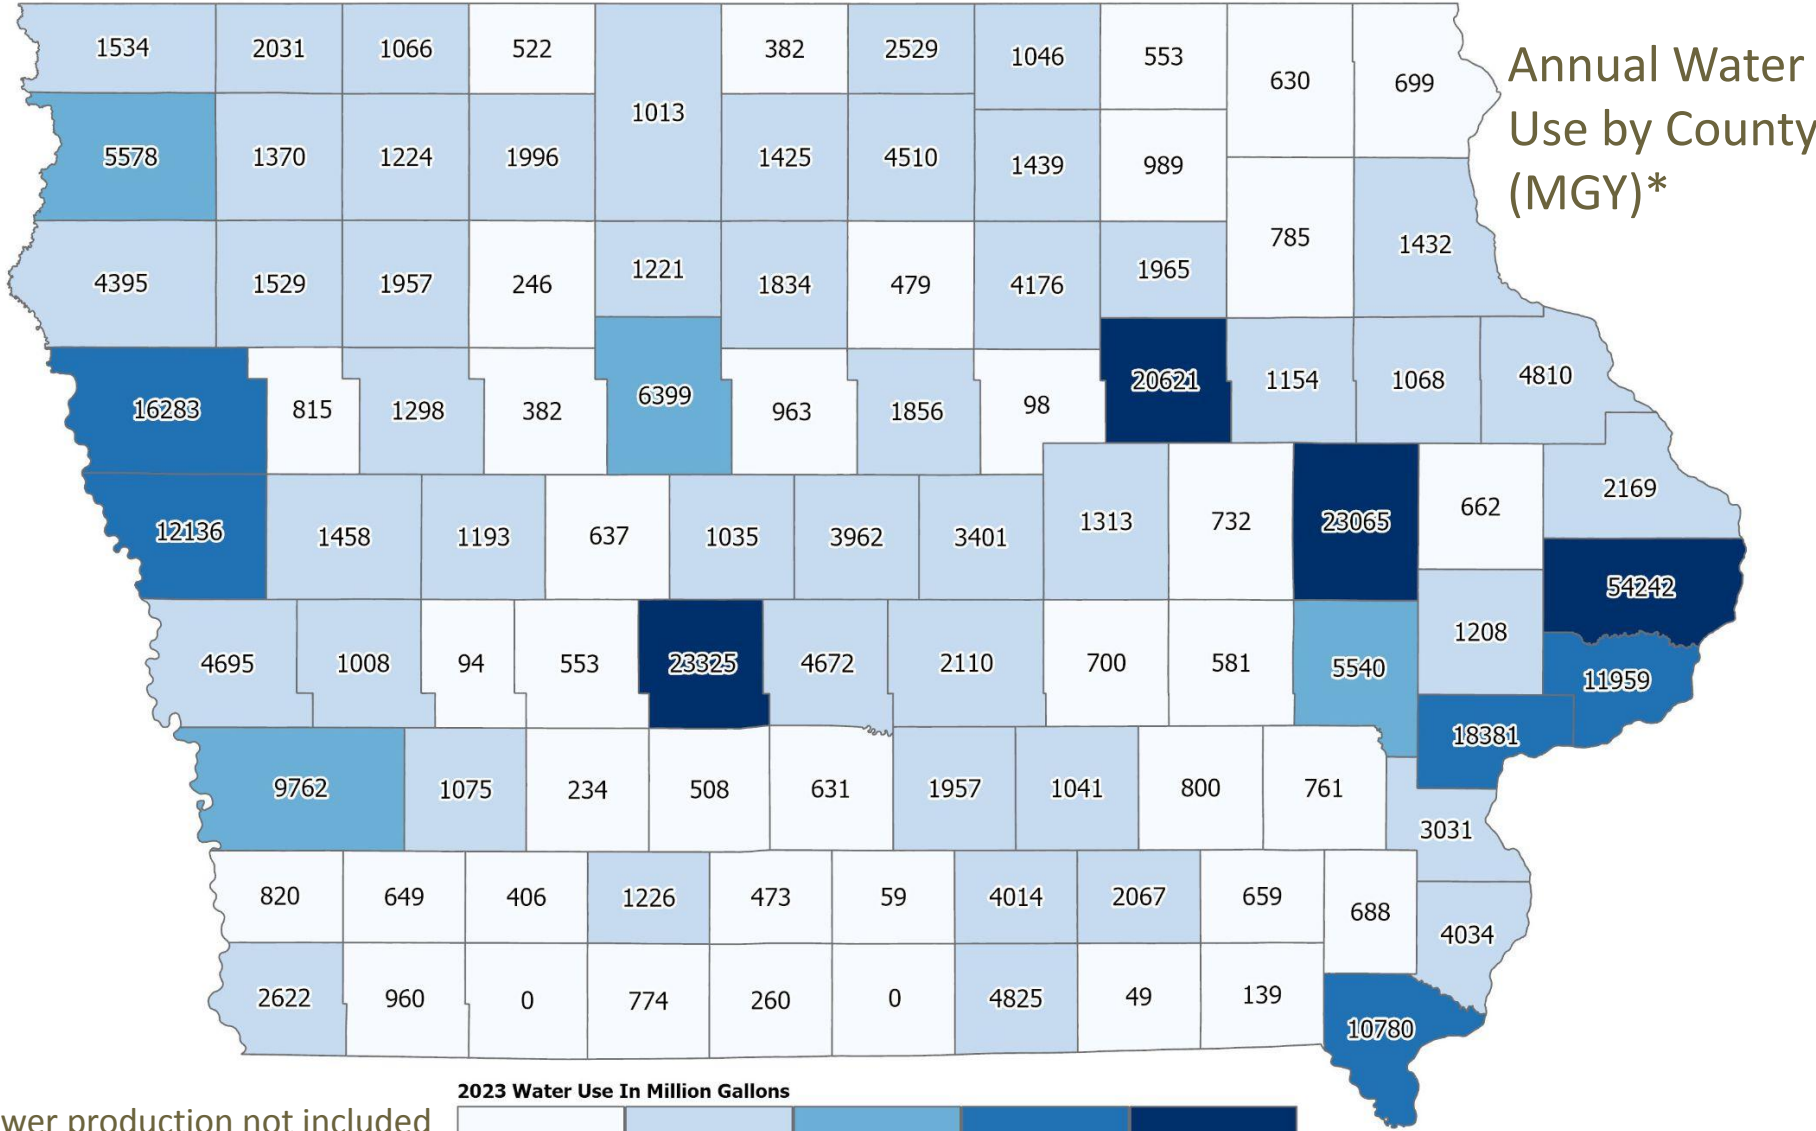 Annual Water
Use by County
(MGY)*
1534 2031 1066 522 382 2529 1046 553 630 699
1013
5578 1370 1224 1996 1425 4510 1439 989
785 1432
4395 1529 1957 246 1221 1834 479 4176 1965
16283 815 1298 382 6399 963 1856 98 20621 1154 1068 4810
12136 1458 1193 637 1035 3962 3401 1313 732 23065 662 2169
54242
4695 1008 94 553 23325 4672 2110 700 581 5540 1208 11959
18381
9762 1075 234 508 631 1957 1041 800 761
3031
820 649 406 1226 473 59 4014 2067 659 688
4034
2622 960 0 774 260 0 4825 49 139
10780
2023 Water Use In Million Gallons
production not included